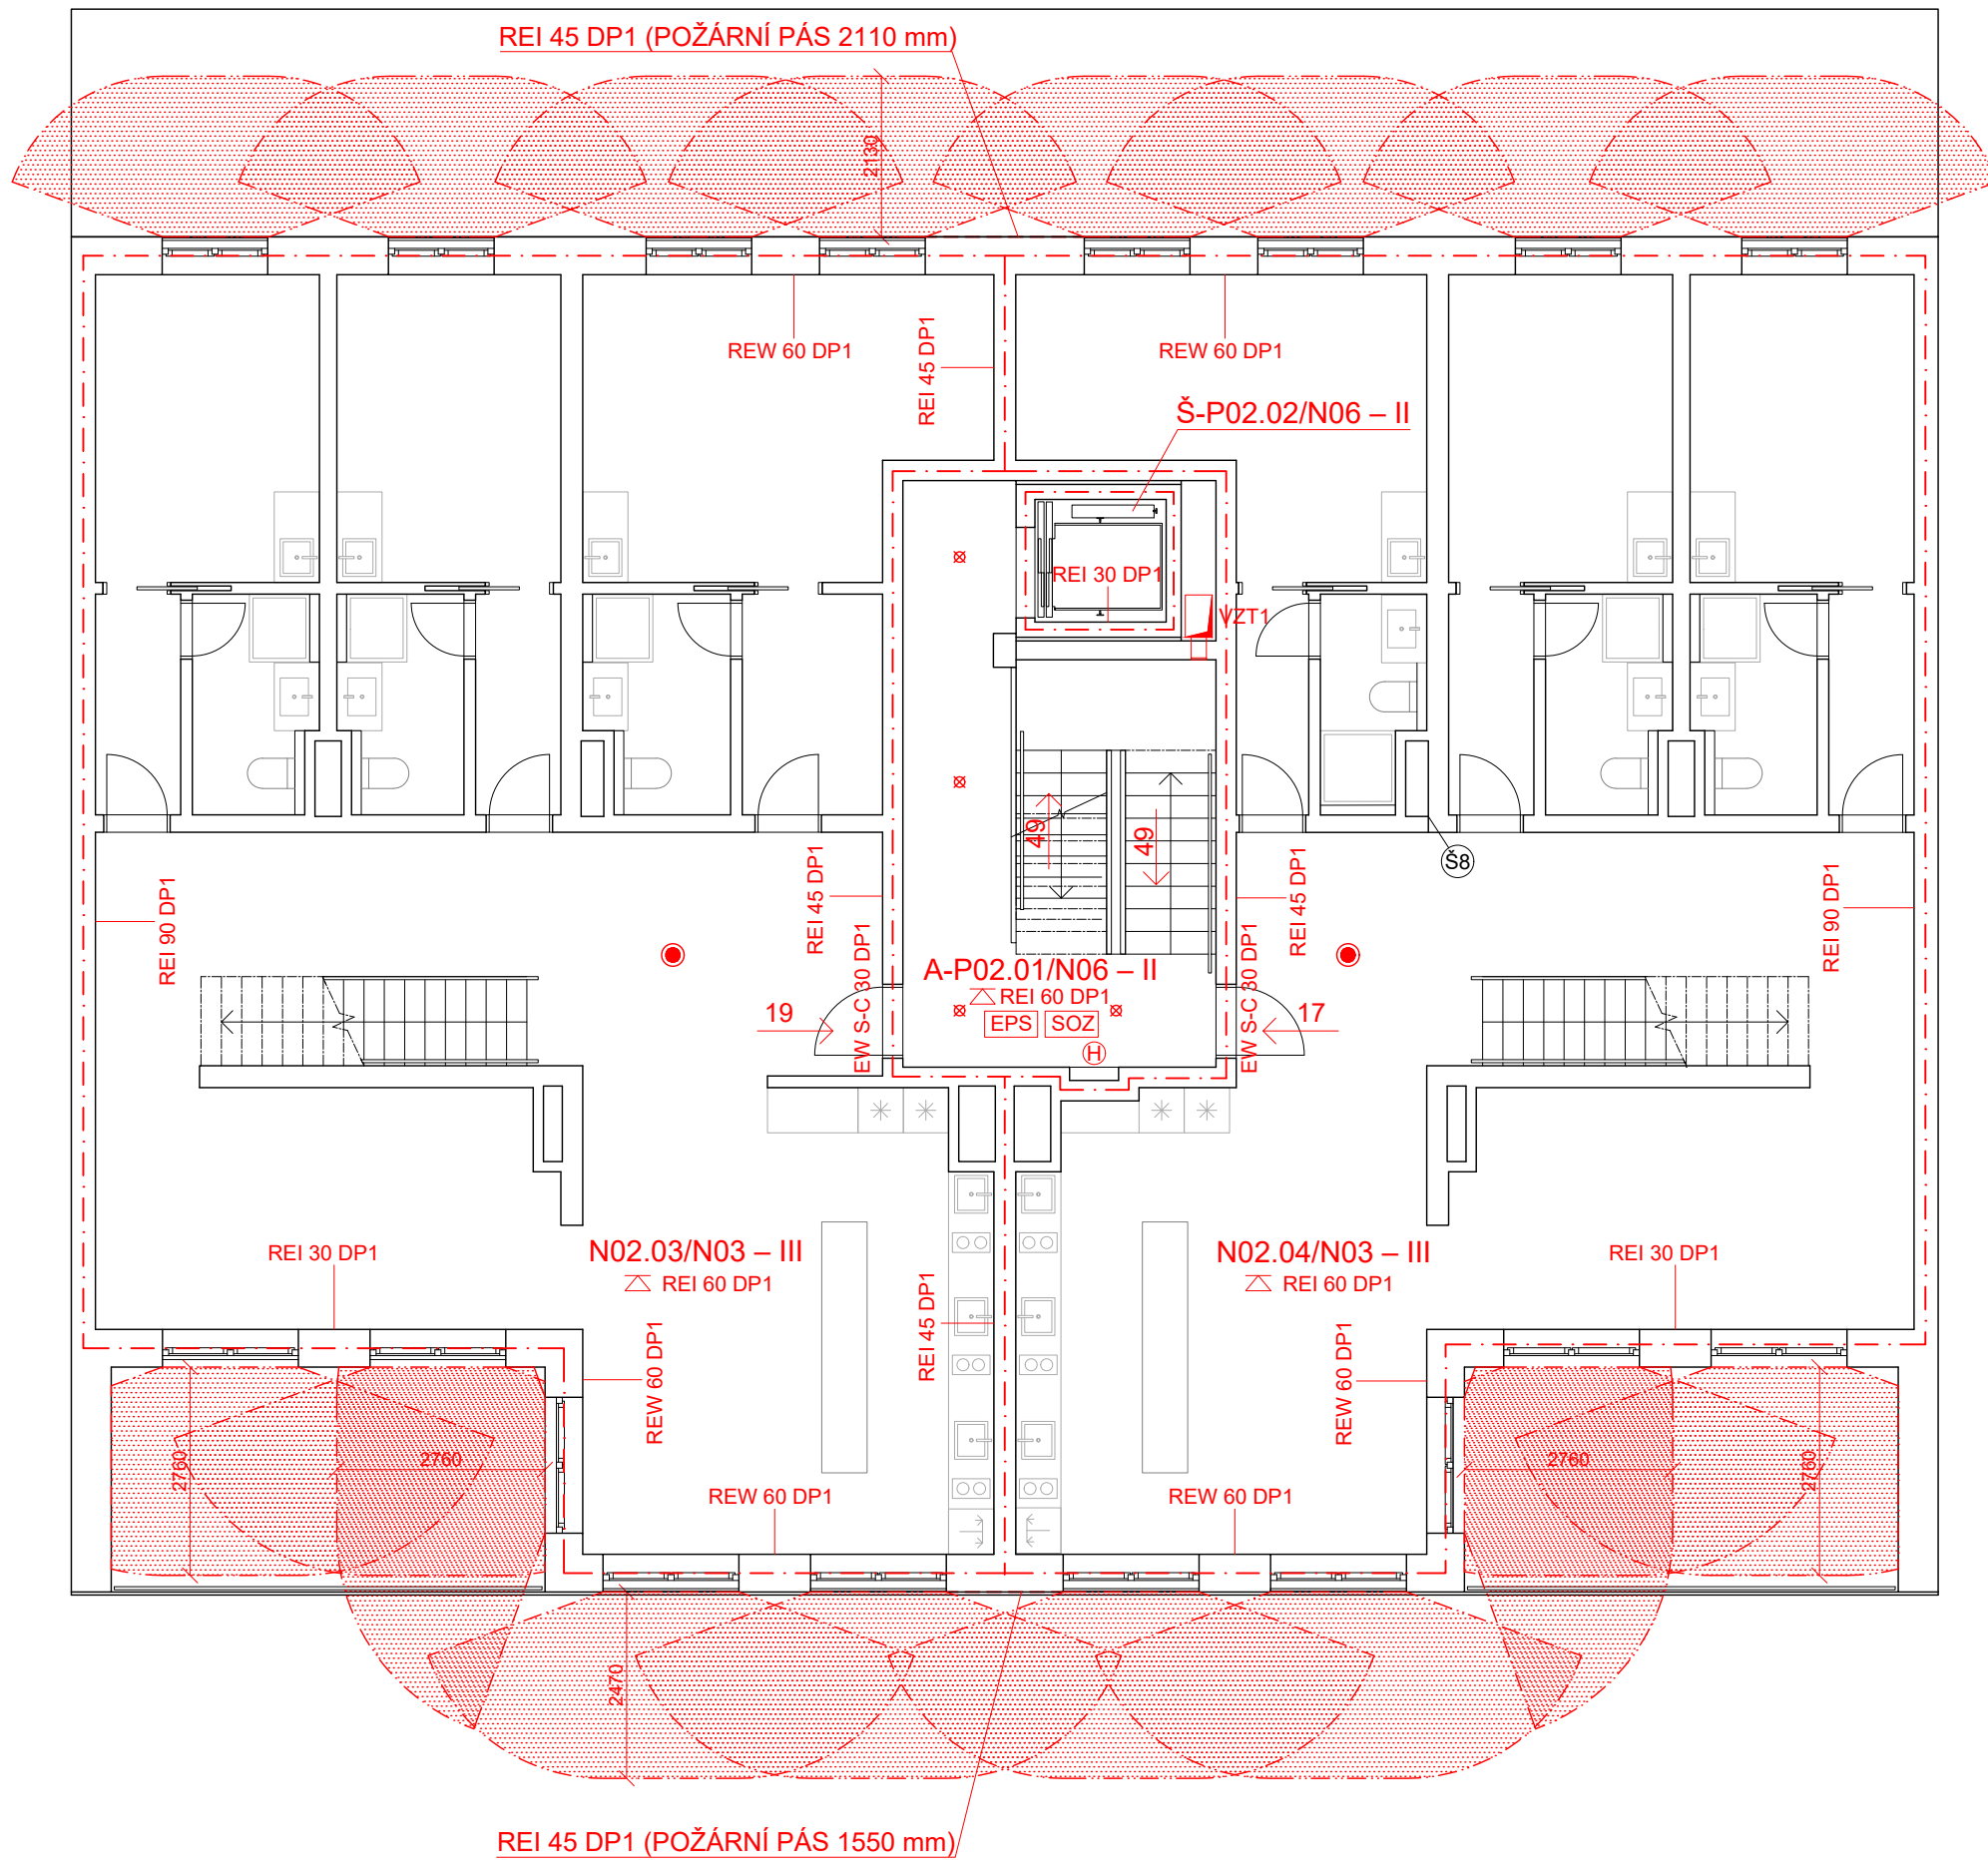 REI 45 DP1 (POŽÁRNÍ PÁS 2110 mm)
2130
REW 60 DP1
REI 45 DP1
REW 60 DP1
Š-P02.02/N06 – II
REI 30 DP1
VZT1
49
49
Š8
REI 90 DP1
REI 45 DP1
REI 45 DP1
REI 90 DP1
EW S-C 30 DP1
A-P02.01/N06 – II
REI 60 DP1
EPS
SOZ
H
EW S-C 30 DP1
19
17
REI 30 DP1
N02.03/N03 – III
REI 60 DP1
REI 45 DP1
N02.04/N03 – III
REI 60 DP1
REI 30 DP1
REW 60 DP1
REW 60 DP1
2760
2760
2760
2760
REW 60 DP1
REW 60 DP1
2470
REI 45 DP1 (POŽÁRNÍ PÁS 1550 mm)